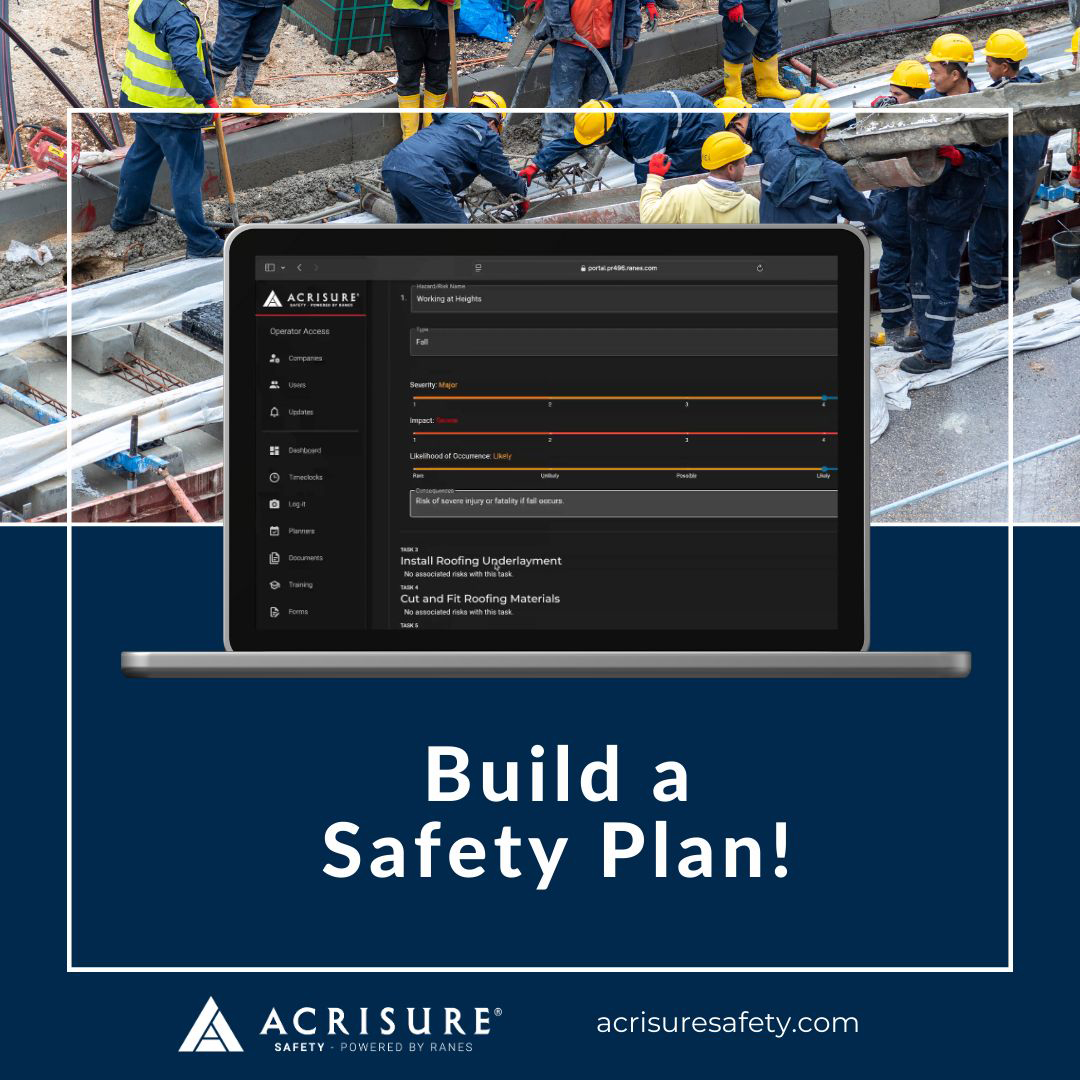 portal.pr496.ranes.com
ACRISURE®
SAFETY - POWERED BY RANES
Operator Access
Companies
Users
Updates
Dashboard
Timeclocks
Log it
Planners
Documents
Training
Forms
Hazard/Risk Name
1.
Working at Heights
Type
Fall
Severity: Major
1 2 3 4
Impact: Severe
1 2 3 4
Likelihood of Occurrence: Likely
Rare Unlikely Possible Likely
Consequences
Risk of severe injury or fatality if fall occurs.
TASK 3
Install Roofing Underlayment
No associated risks with this task.
TASK 4
Cut and Fit Roofing Materials
No associated risks with this task.
TASK 5
Build a
Safety Plan!
ACRISURE®
SAFETY - POWERED BY RANES
acrisuresafety.com